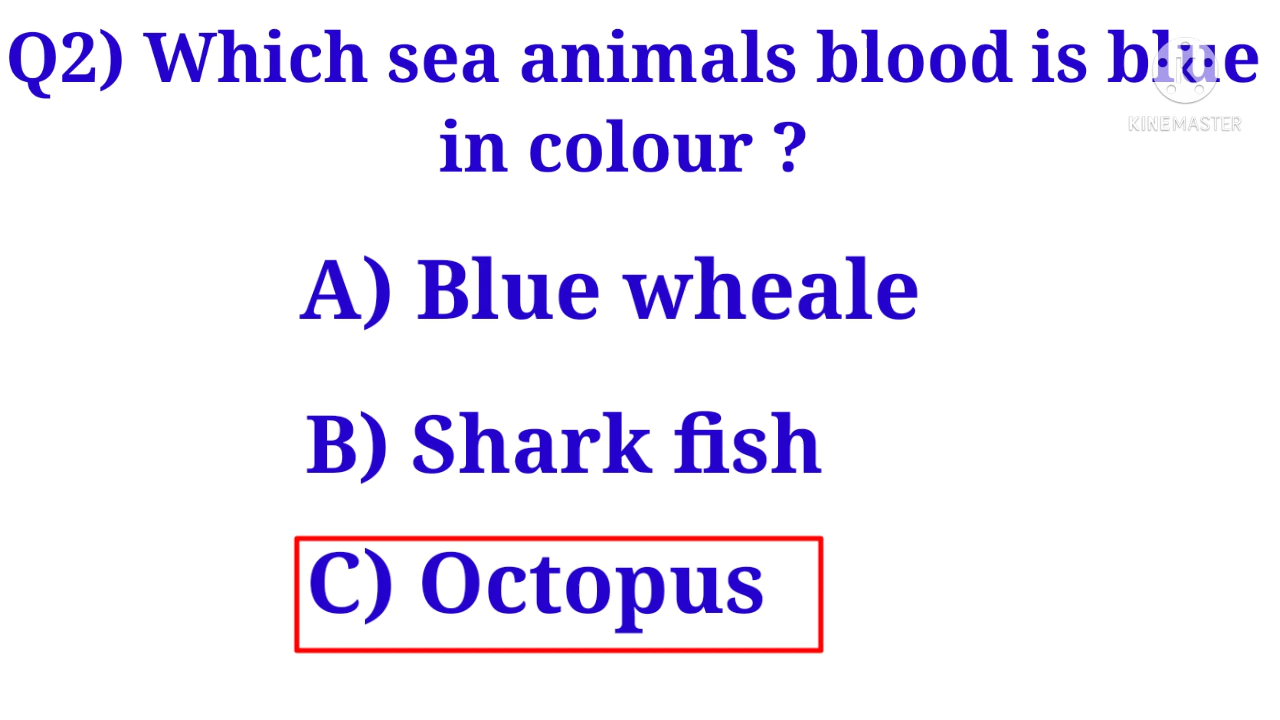 Q2) Which sea animals blood is blue
in colour ?
KINEMASTER
A) Blue wheale
B) Shark fish
C) Octopus